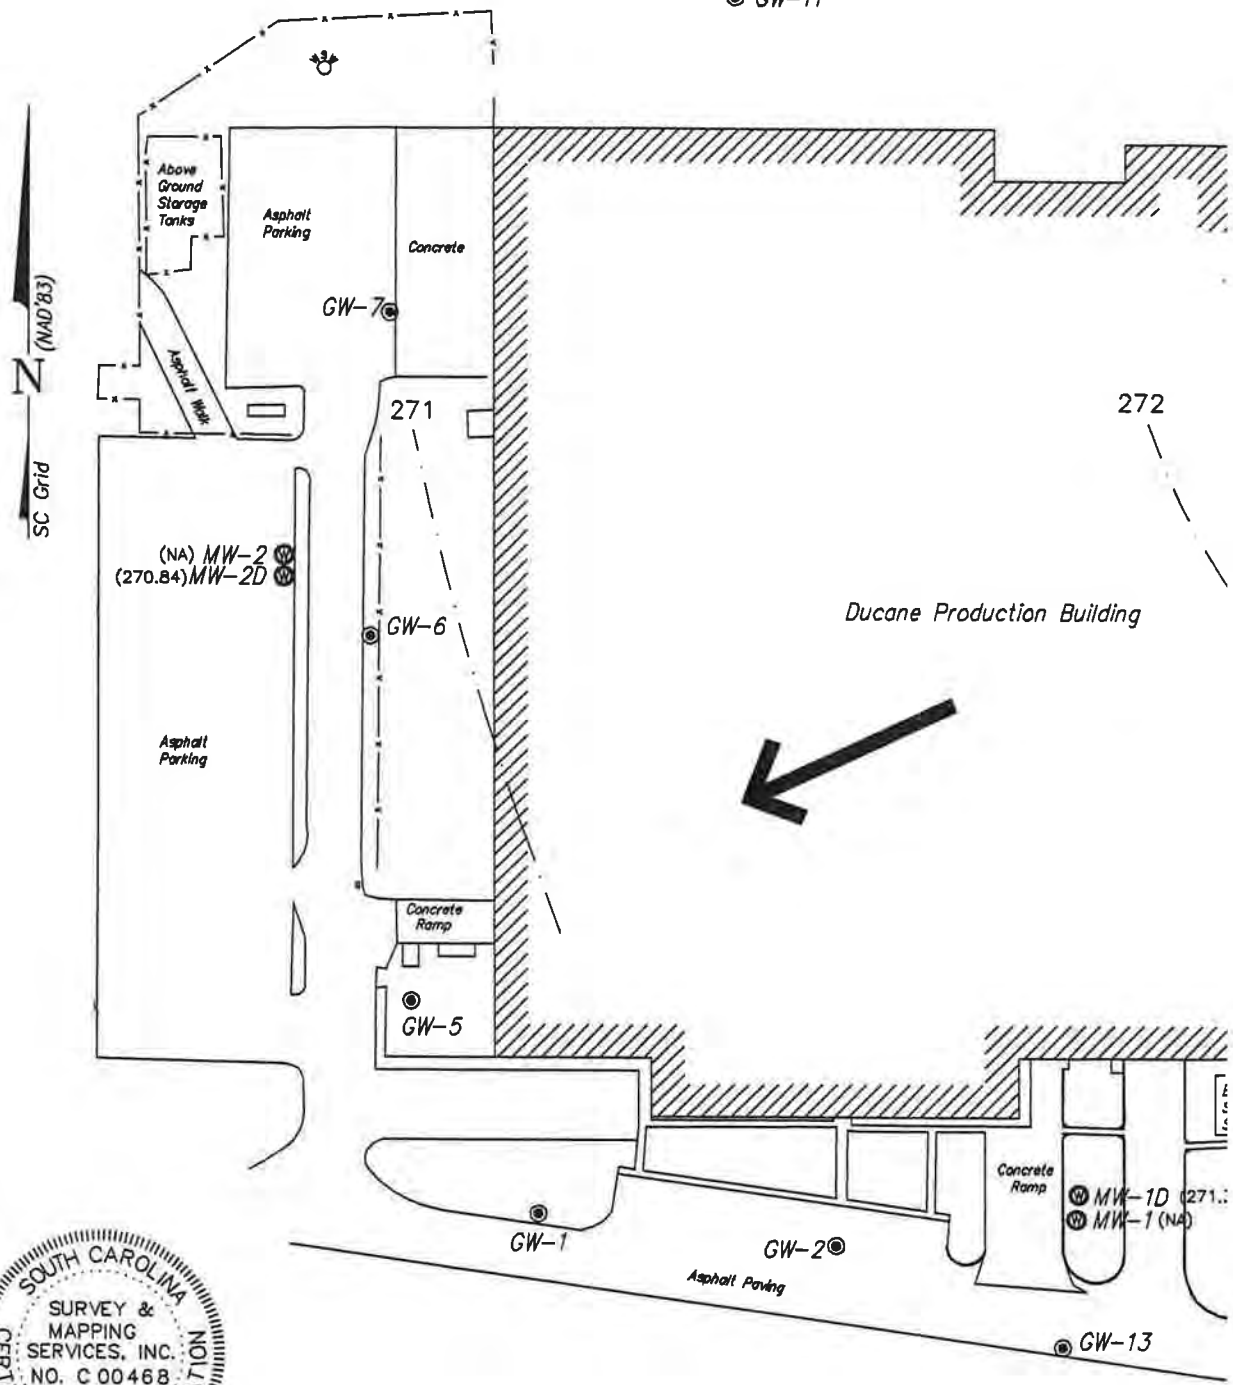 GW-11
Above
Ground
Storage
Tanks
Asphalt
Parking
Concrete
GW-7
(NAD'83)
N
SC Grid
Asphalt Walk
271
272
(NA) MW-2
(270.84) MW-2D
GW-6
Ducane Production Building
Asphalt
Parking
Concrete
Ramp
GW-5
Concrete
Ramp
MW-1D (271.
MW-1 (NA)
GW-1
GW-2
Asphalt Paving
GW-13
SOUTH CAROLINA
SURVEY &
MAPPING
SERVICES, INC.
NO. C 00468